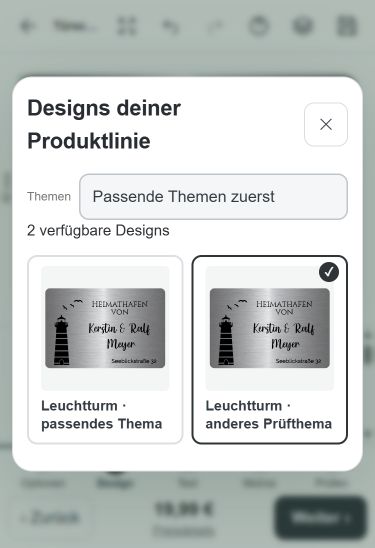 Designs deiner
Produktlinie
Themen
Passende Themen zuerst
2 verfügbare Designs
HEIMATHAFEN
VON
Kerstin & Ralf
Meyer
Seeblickstraße 32
HEIMATHAFEN
VON
Kerstin & Ralf
Meyer
Seeblickstraße 32
Leuchtturm ·
passendes Thema
Leuchtturm ·
anderes Prüfthema
Design
19,99 €
‹ Zurück
Weiter ›